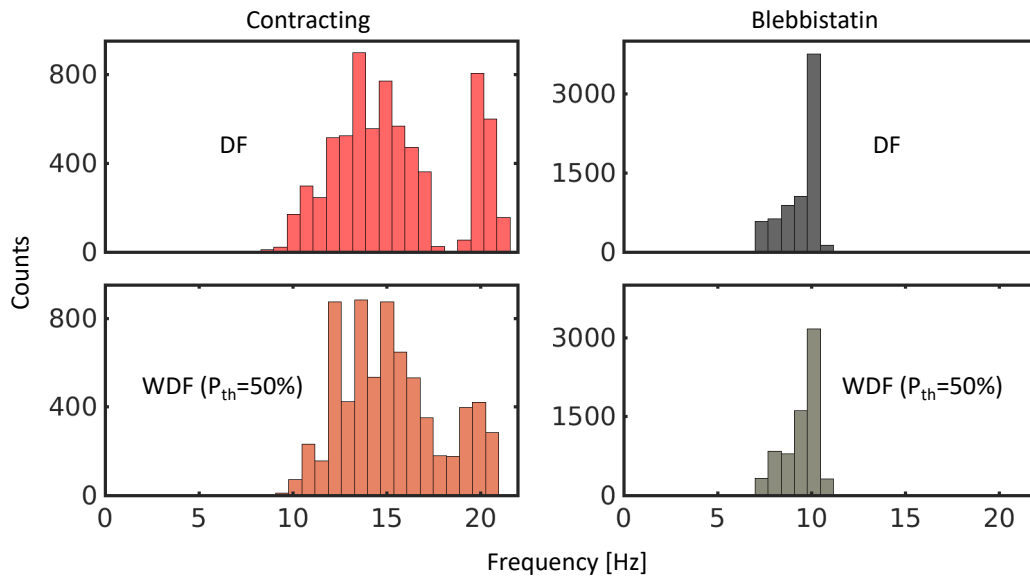 Contracting
Blebbistatin
800
400
0
DF
3000
1500
0
DF
Counts
800
400
0
WDF (Pth=50%)
0 5 10 15 20
3000
1500
0
WDF (Pth=50%)
0 5 10 15 20
Frequency [Hz]